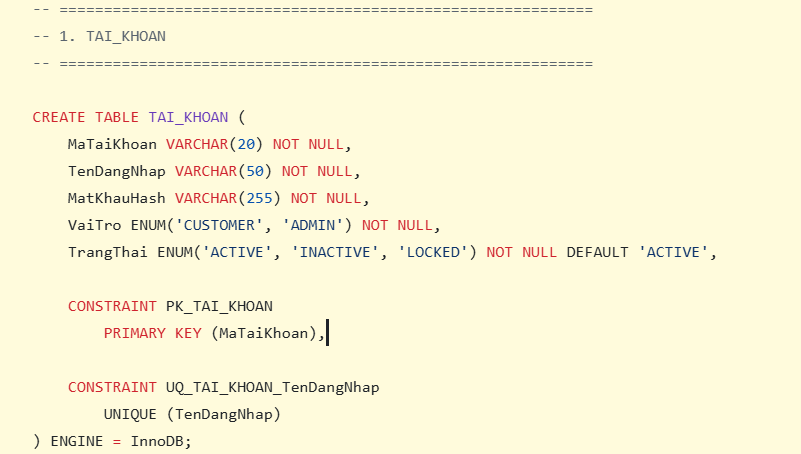 -- ============================================================
-- 1. TAI_KHOAN
-- ============================================================
CREATE TABLE TAI_KHOAN (
MaTaiKhoan VARCHAR(20) NOT NULL,
TenDangNhap VARCHAR(50) NOT NULL,
MatKhauHash VARCHAR(255) NOT NULL,
VaiTro ENUM('CUSTOMER', 'ADMIN') NOT NULL,
TrangThai ENUM('ACTIVE', 'INACTIVE', 'LOCKED') NOT NULL DEFAULT 'ACTIVE',
CONSTRAINT PK_TAI_KHOAN
PRIMARY KEY (MaTaiKhoan),
CONSTRAINT UQ_TAI_KHOAN_TenDangNhap
UNIQUE (TenDangNhap)
) ENGINE = InnoDB;